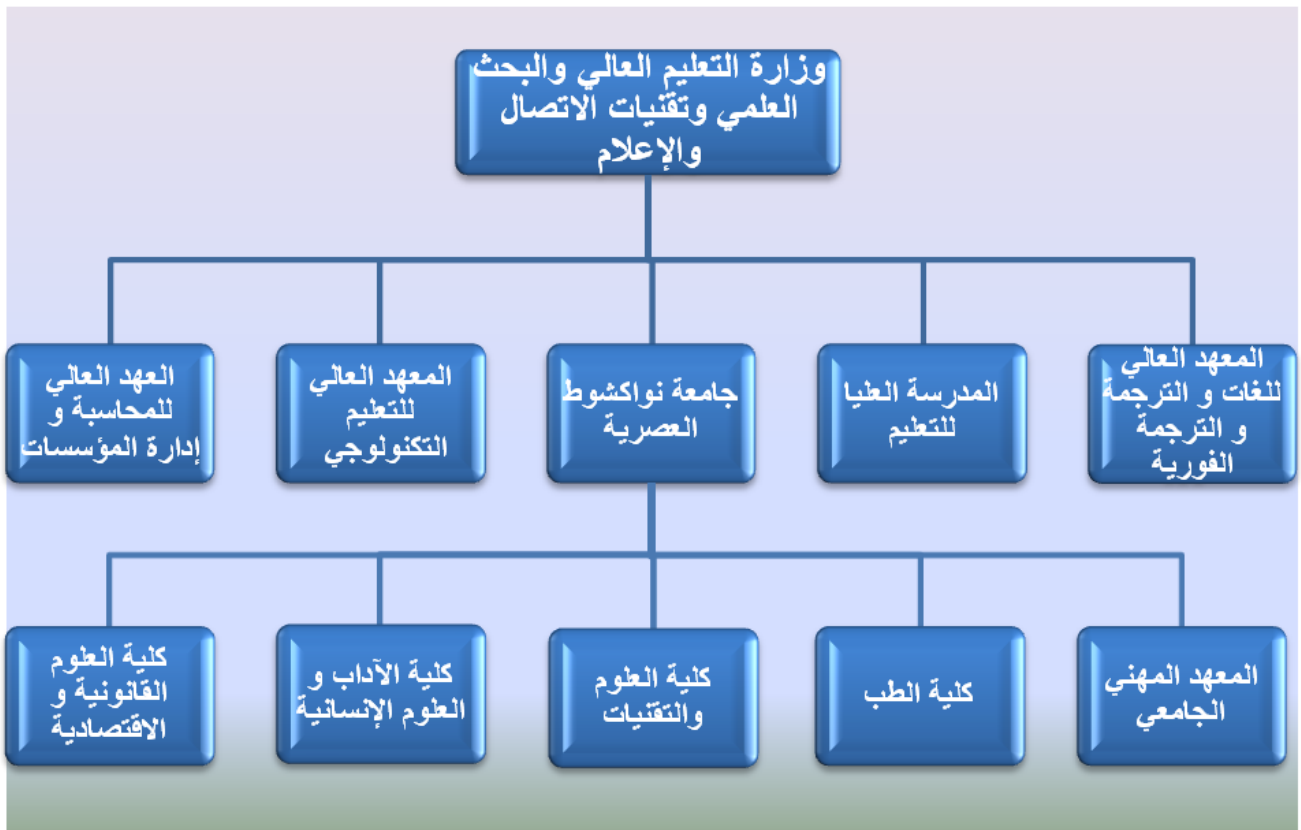 وزارة التعليم العالي والبحث
العلمي وتقنيات الاتصال
والإعلام
المعهد العالي
للغات و الترجمة
و الترجمة
الفورية
المدرسة العليا
للتعليم
جامعة نواكشوط
العصرية
المعهد العالي
للتعليم
التكنولوجي
العهد العالي
للمحاسبة و
إدارة المؤسسات
المعهد المهني
الجامعي
كلية الطب
كلية العلوم
والتقنيات
كلية الآداب و
العلوم الإنسانية
كلية العلوم
القانونية و
الاقتصادية